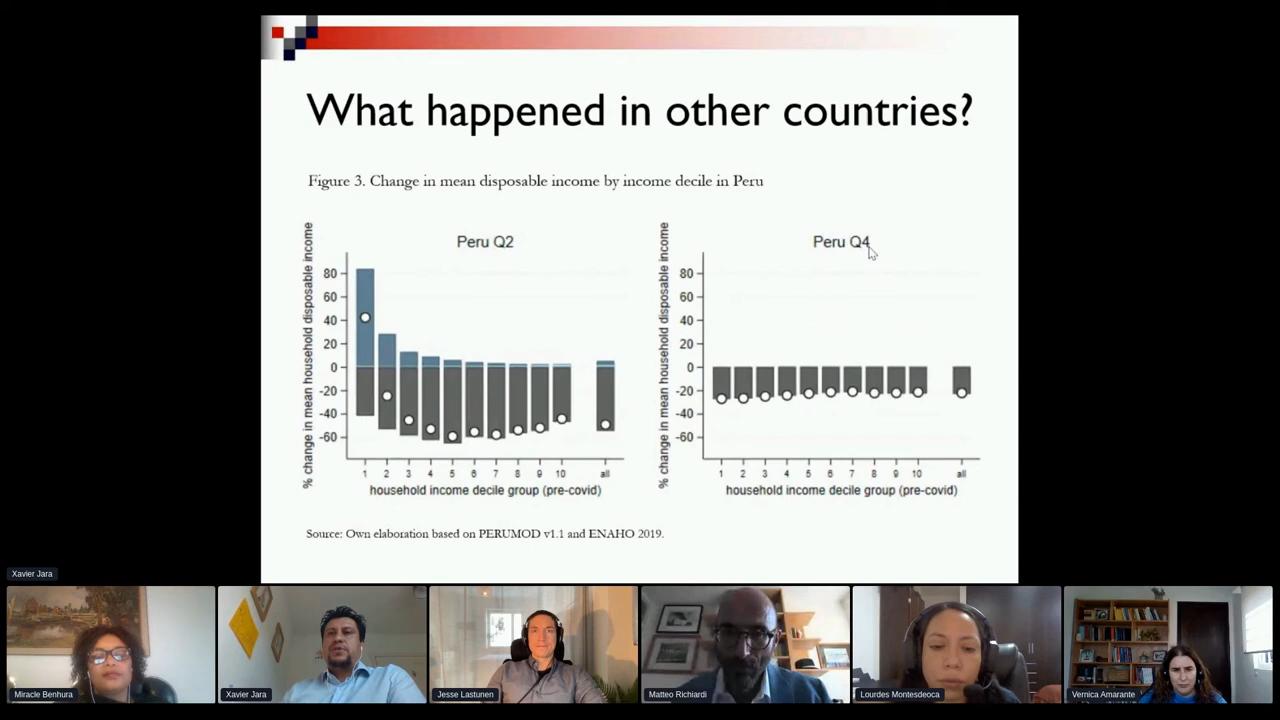 What happened in other countries?
Figure 3. Change in mean disposable income by income decile in Peru
Peru Q2
% change in mean household disposable income
80
60
40
20
0
-20
-40
-60
1 2 3 4 5 6 7 8 9 10 all
household income decile group (pre-covid)
Peru Q4
% change in mean household disposable income
80
60
40
20
0
-20
-40
-60
1 2 3 4 5 6 7 8 9 10 all
household income decile group (pre-covid)
Source: Own elaboration based on PERUMOD v1.1 and ENAHO 2019.
Xavier Jara
Miracle Benhura
Xavier Jara
Jesse Lastunen
Matteo Richiardi
Lourdes Montesdeoca
Vernica Amarante